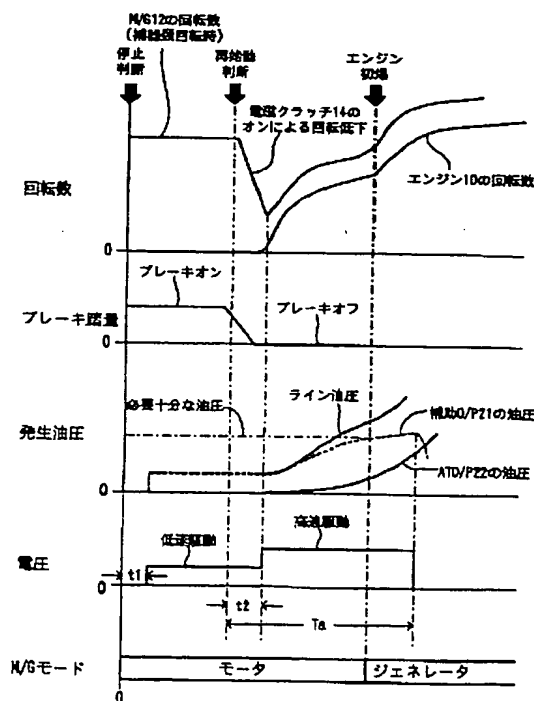 M/G12の回転数
(補機類回転時)
停止
判断
再始動
判断
エンジン
初爆
電磁クラッチ14の
オンによる回転低下
エンジン10の回転数
回転数
0
ブレーキオン
ブレーキオフ
ブレーキ踏量
0
必要十分な油圧
ライン油圧
補助O/P21の油圧
ATO/P22の油圧
発生油圧
0
低速駆動
高速駆動
電圧
0
t1
t2
Ta
M/Gモード
モータ
ジェネレータ
0